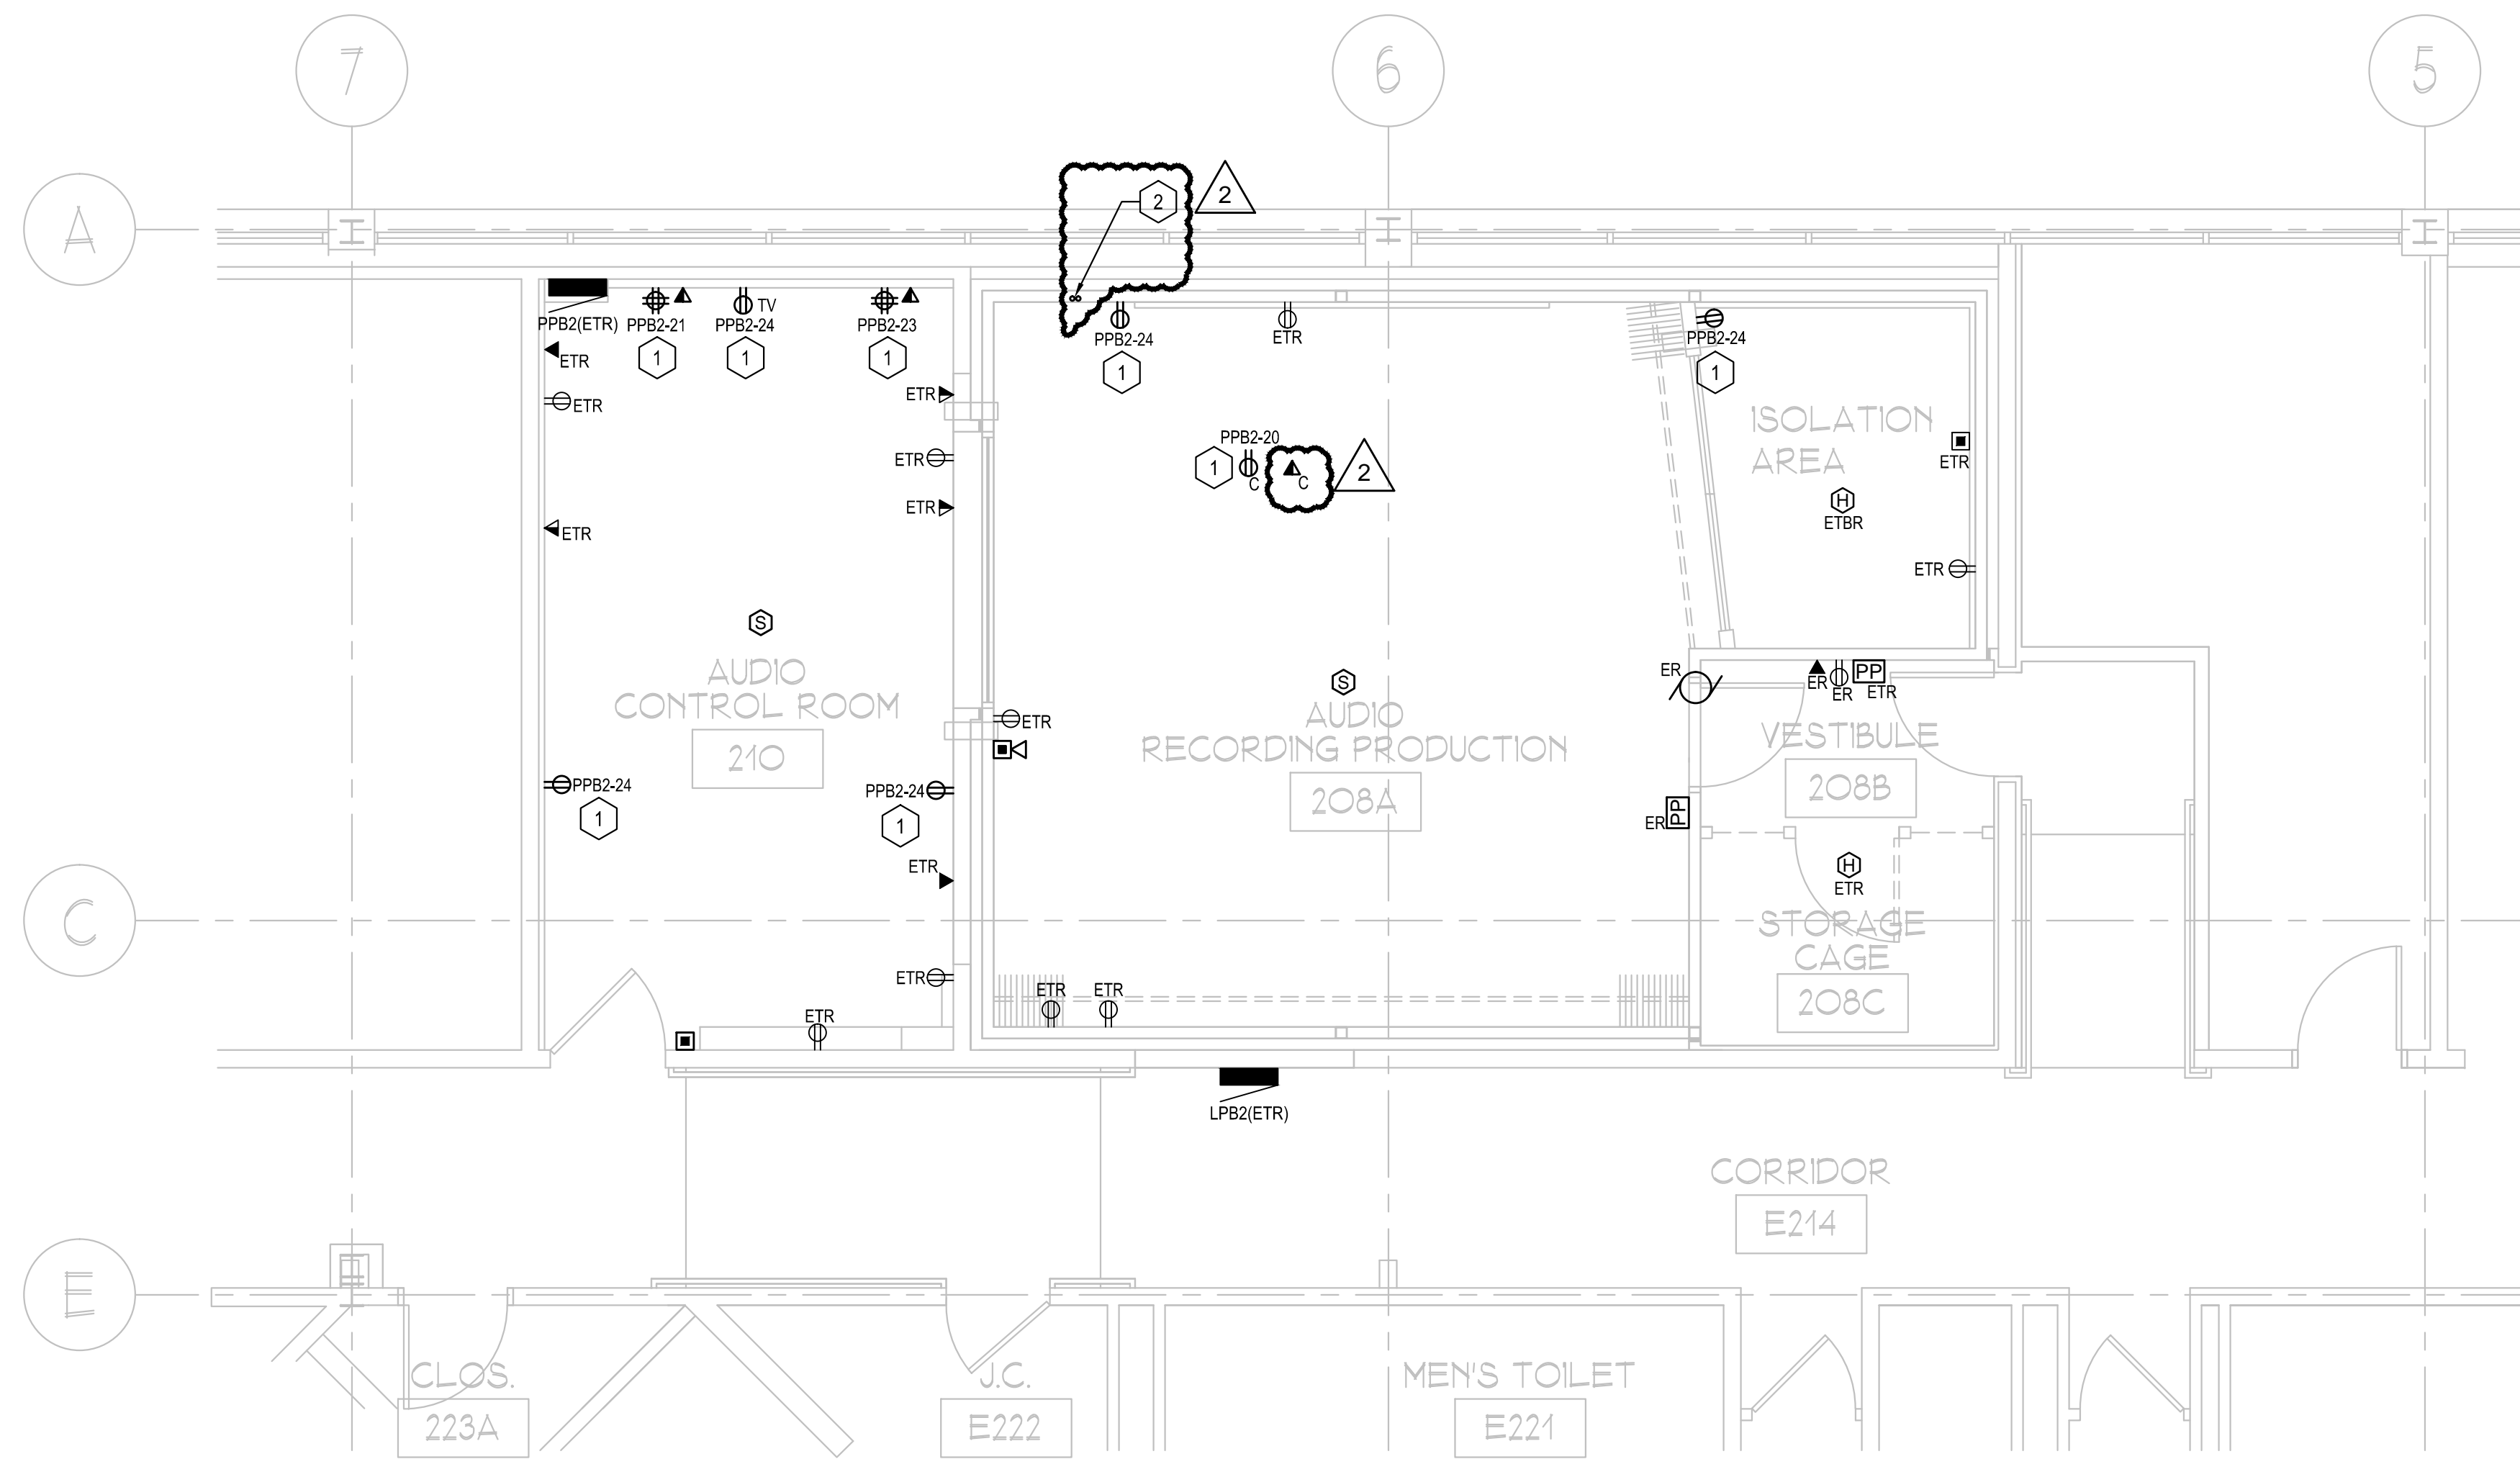 7
6
5
A
2
2
PPB2(ETR)
PPB2-21
TV
PPB2-24
PPB2-23
1
1
1
PPB2-24
1
ETR
PPB2-24
1
ETR
ETR
ETR
ETR
ETR
ETR
PPB2-20
1
C
C
2
ISOLATION
AREA
ETR
H
ETBR
ETR
S
AUDIO
CONTROL ROOM
210
S
AUDIO
RECORDING PRODUCTION
208A
ETR
ER
ER
ER
PP
ETR
VESTIBULE
208B
PPB2-24
1
PPB2-24
1
ER
PP
ETR
H
ETR
C
STORAGE
CAGE
208C
ETR
ETR
ETR
ETR
LPB2(ETR)
CORRIDOR
E214
E
CLOS.
223A
J.C.
E222
MEN'S TOILET
E221